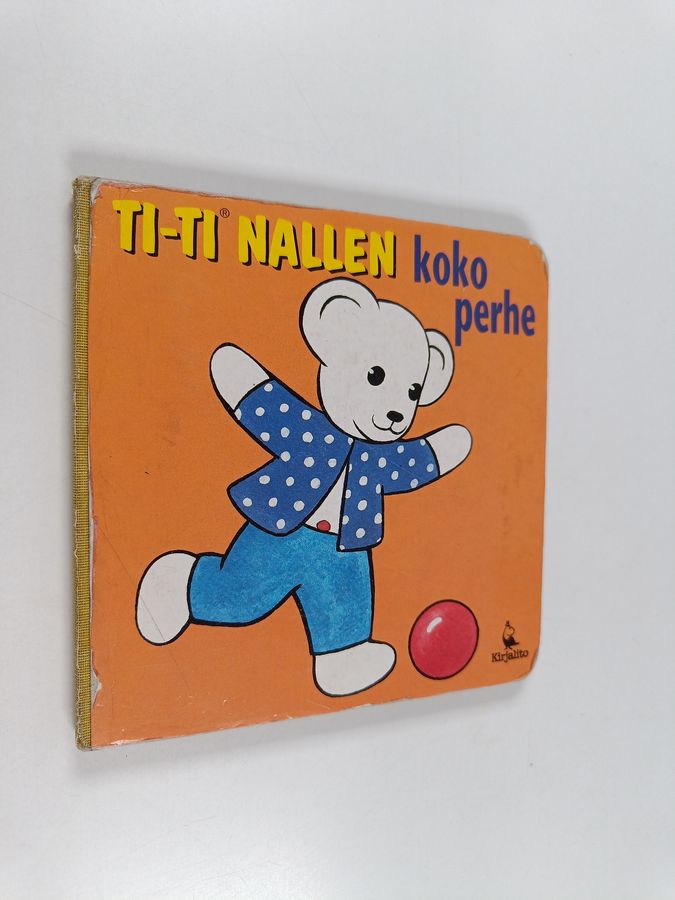 TI-TI® NALLEN koko
perhe
Kirjalito